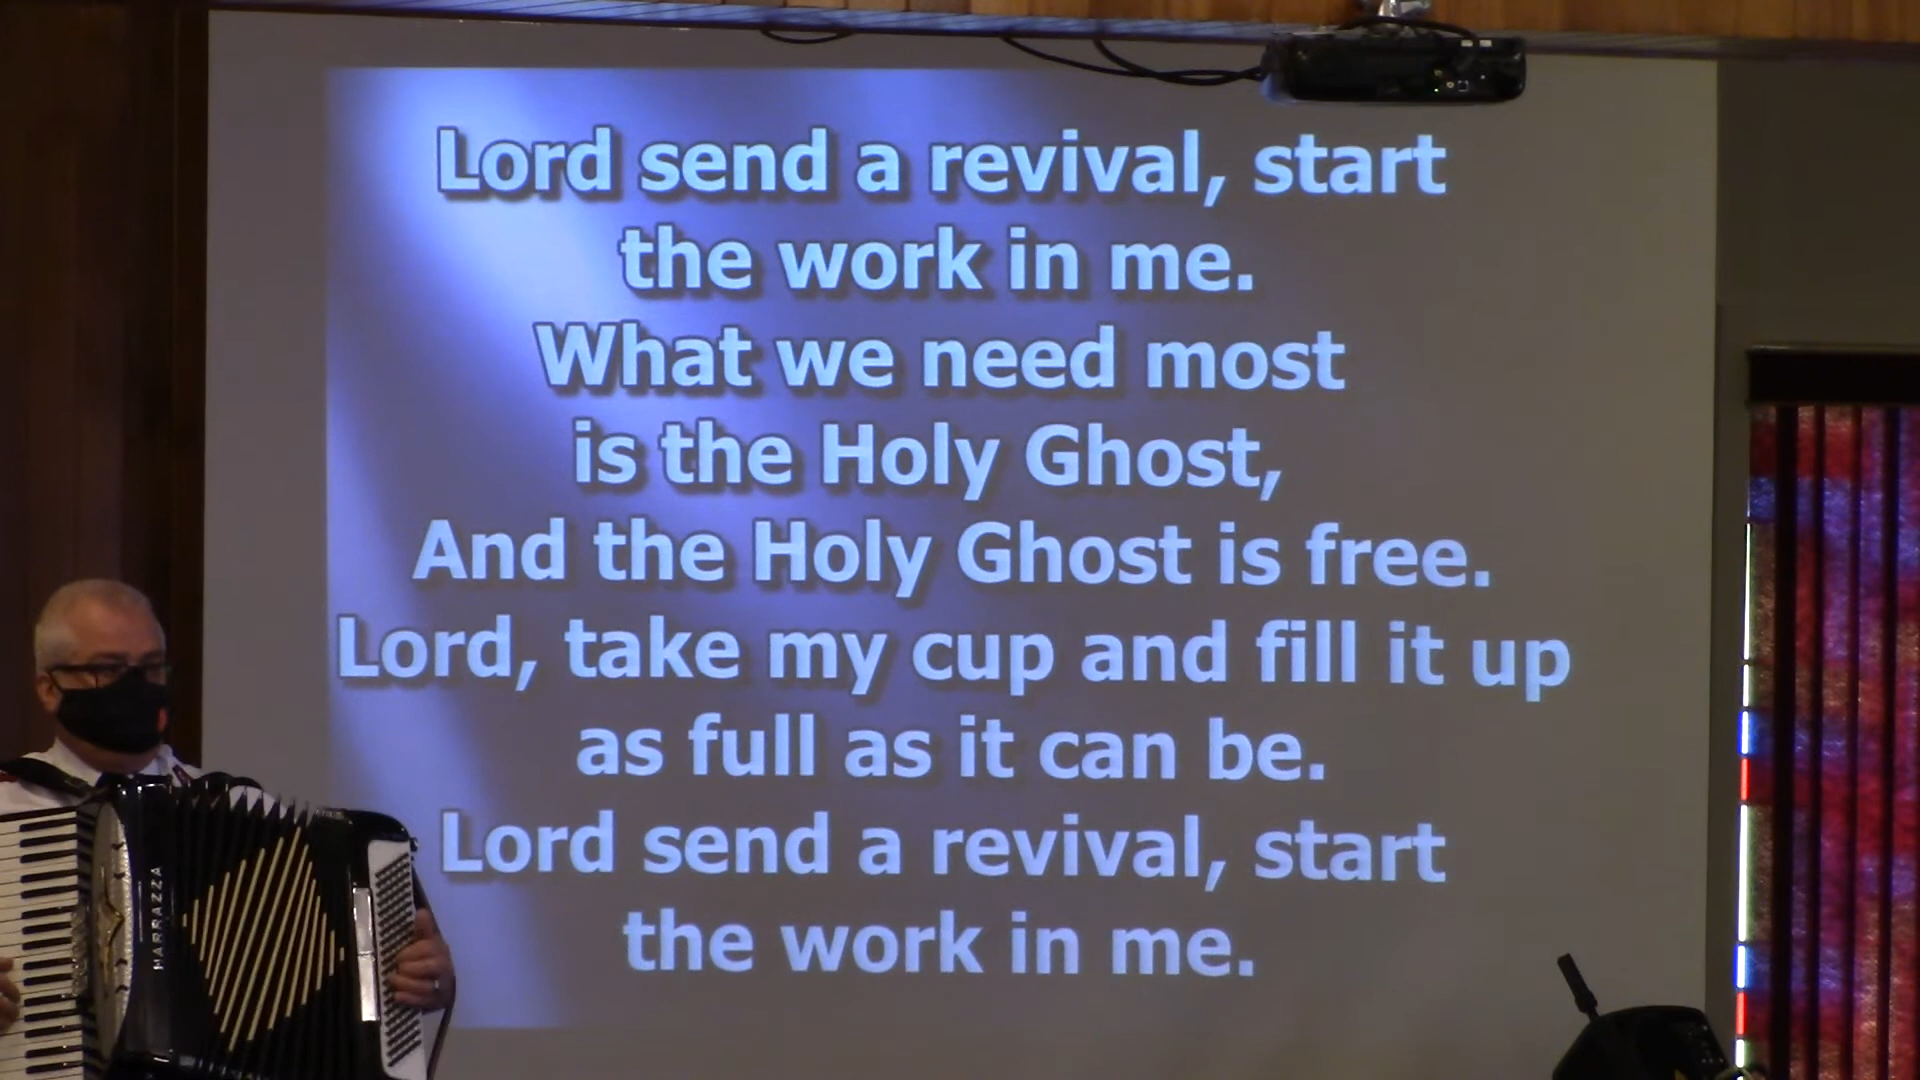 Lord send a revival, start
the work in me.
What we need most
is the Holy Ghost,
And the Holy Ghost is free.
Lord, take my cup and fill it up
as full as it can be.
Lord send a revival, start
the work in me.
MARRAZZA